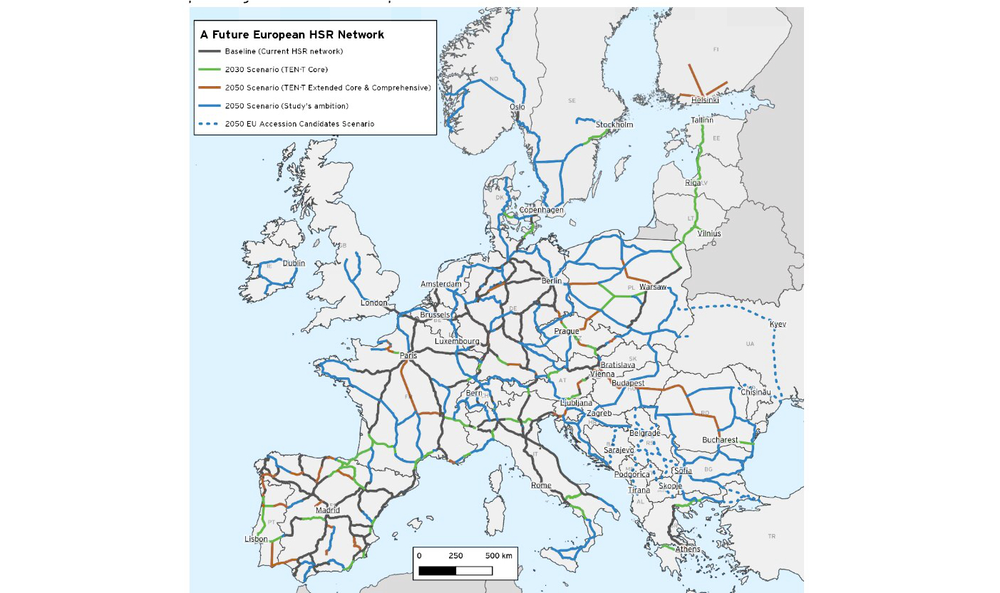 A Future European HSR Network
Baseline (Current HSR network)
2030 Scenario (TEN-T Core)
2050 Scenario (TEN-T Extended Core & Comprehensive)
2050 Scenario (Study's ambition)
2050 EU Accession Candidates Scenario
FI
NO
Helsinki
SE
Oslo
Tallinn
Stockholm
EE
Riga LV
DK
Copenhagen
LT
Vilnius
GB
Dublin
IE
Berlin
Amsterdam
PL
Warsaw
London
DE
Brussels
BE
Kyev
Prague
CZ
Luxembourg
UA
Paris
SK
Bratislava
Vienna
AT
Budapest
HU
Bern CH
Chișinău
FR
Ljubljana
Zagreb
RO
HR
Belgrade
Bucharest
RS
Sarajevo
IT
Podgorica
Sofia
BG
Rome
Tirana
Skopje
AL
Madrid
ES
PT
Lisbon
TR
Athens
0 250 500 km